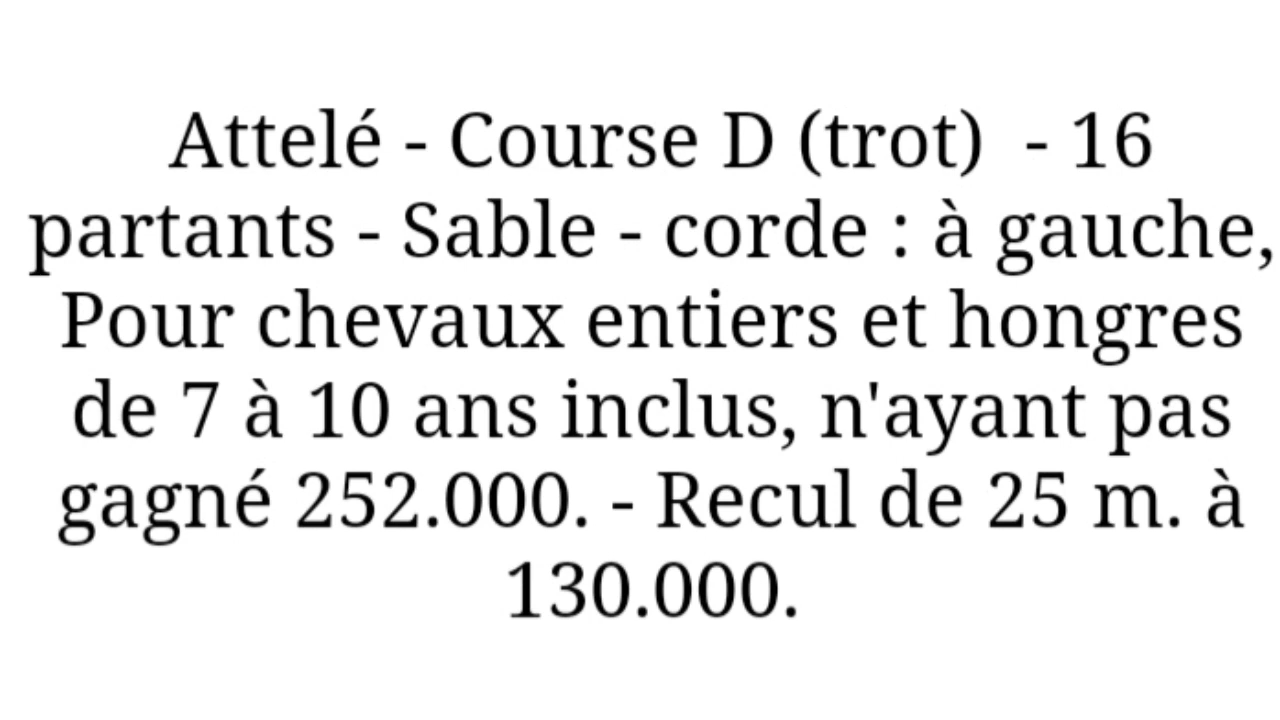 Attelé - Course D (trot)  - 16
partants - Sable - corde : à gauche,
Pour chevaux entiers et hongres
de 7 à 10 ans inclus, n'ayant pas
gagné 252.000. - Recul de 25 m. à
130.000.